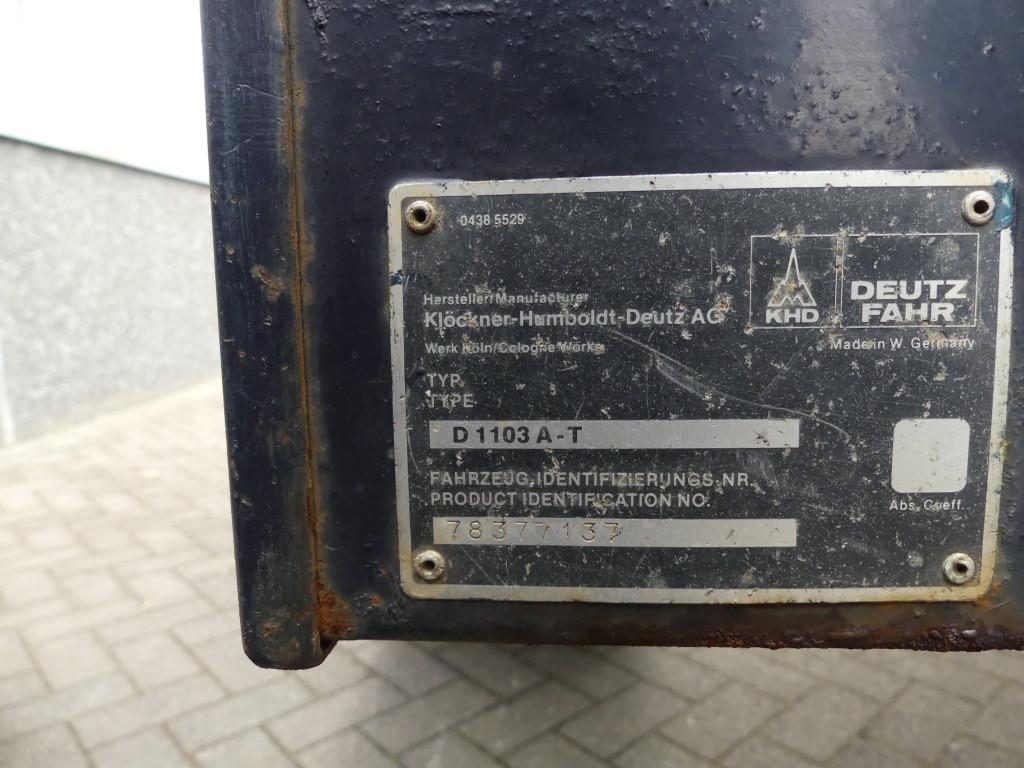 0438 5529
KHD
DEUTZ
FAHR
Made in W. Germany
Hersteller/Manufacturer
Klöckner-Humboldt-Deutz AG
Werk Köln/Cologne Works
TYP
TYPE
D 1103 A-T
FAHRZEUG.IDENTIFIZIERUNGS.NR.
PRODUCT IDENTIFICATION NO.
78377137
Abs. Coeff.